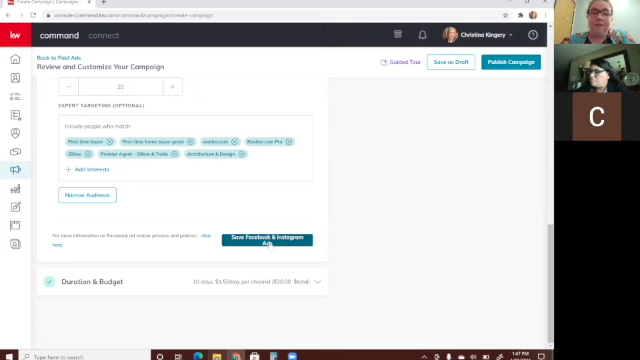 Create Campaign
console.command.kw.com/command/campaigns/create-campaign
kw command connect
Christina Kingery
Back to Paid Ads
Review and Customize Your Campaign
Guided Tour
Save as Draft
Publish Campaign
20
EXPERT TARGETING (OPTIONAL)
Include people who match
First-time buyer
First-time home buyer grant
realtor.com
Realtor.com Pro
Zillow
Premier Agent - Zillow & Trulia
Architecture & Design
+ Add Interests
Narrow Audience
For more information on Facebook ad review process and policies, click
here.
Save Facebook & Instagram
Ads
Duration & Budget
10 days, $1.50/day per channel ($30.00 $total)
C
Type here to search
1:47 PM